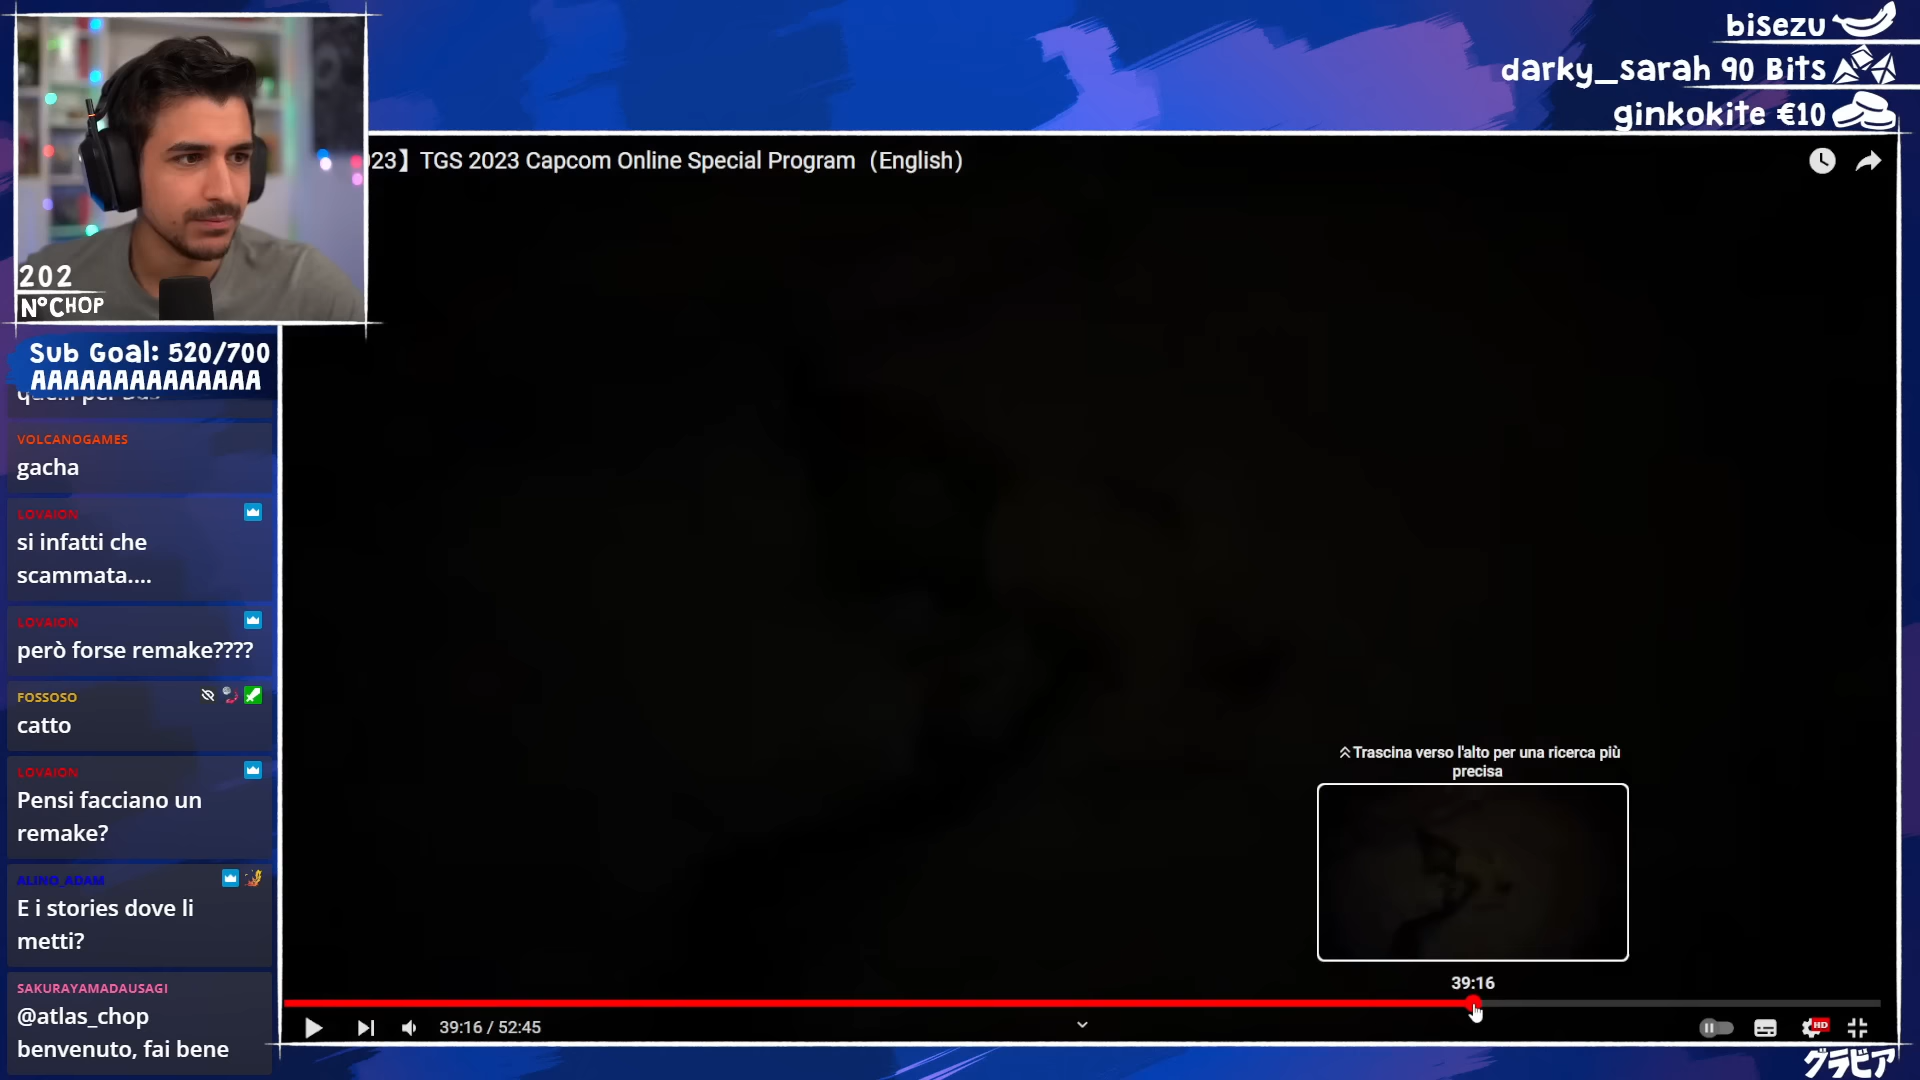 bisezu
darky_sarah 90 Bits
ginkokite €10
23】TGS 2023 Capcom Online Special Program（English）
202
N°CHOP
Sub Goal: 520/700
AAAAAAAAAAAAAA
VOLCANOGAMES
gacha
LOVAION
si infatti che
scammata....
LOVAION
però forse remake????
FOSSOSO
catto
LOVAION
Pensi facciano un
remake?
ALINO_ADAM
E i stories dove li
metti?
SAKURAYAMADAUSAGI
@atlas_chop
benvenuto, fai bene
Trascina verso l'alto per una ricerca più
precisa
39:16
39:16 / 52:45
HD
グラビア